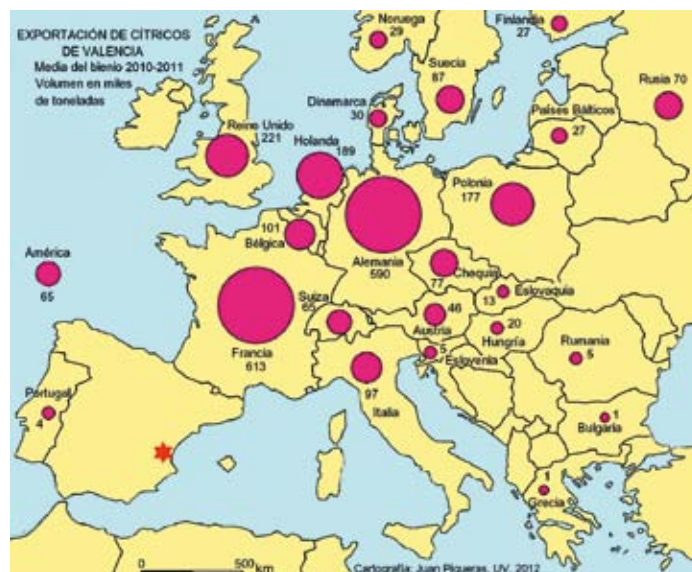 EXPORTACIÓN DE CÍTRICOS
DE VALENCIA
Media del bienio 2010-2011
Volumen en miles
de toneladas
Noruega
29
Finlandia
27
Suecia
87
Rusia 70
Dinamarca
30
Países Bálticos
27
Reino Unido
221
Holanda
189
Polonia
177
101
Bélgica
Alemania
590
América
65
77
Chequia
13
Eslovaquia
Suiza
65
46
Austria
20
Hungría
Rumania
5
5
Eslovenia
Francia
613
97
Italia
Portugal
4
1
Bulgaria
1
Grecia
0
500
km
Cartografía: Juan Piqueras, UV, 2012